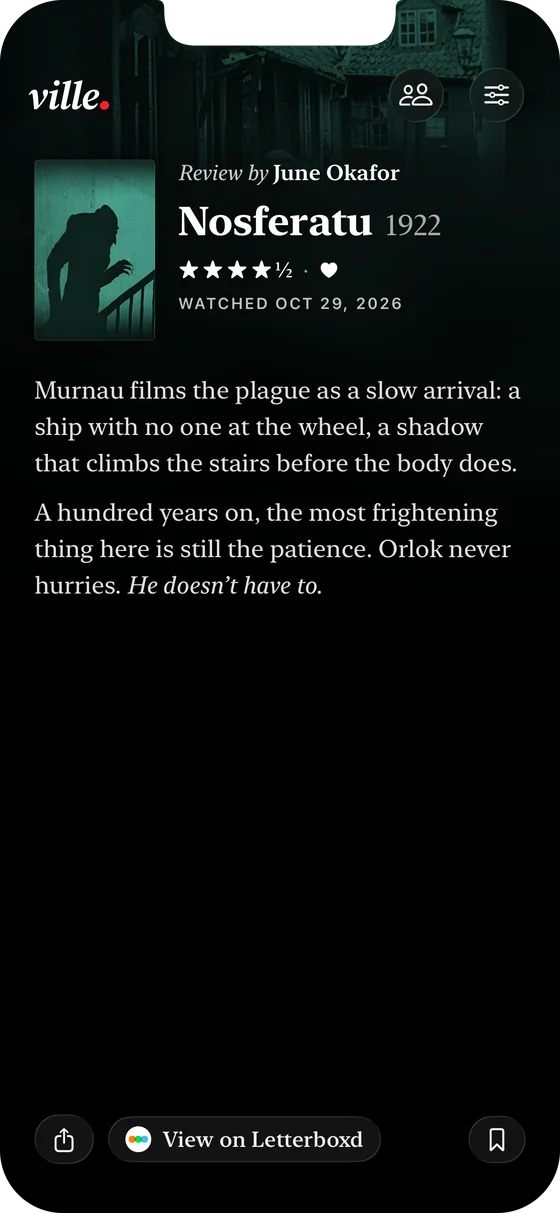 ville.
Review by June Okafor
Nosferatu 1922
★★★★½ · ♥
WATCHED OCT 29, 2026
Murnau films the plague as a slow arrival: a
ship with no one at the wheel, a shadow
that climbs the stairs before the body does.
A hundred years on, the most frightening
thing here is still the patience. Orlok never
hurries. He doesn’t have to.
View on Letterboxd